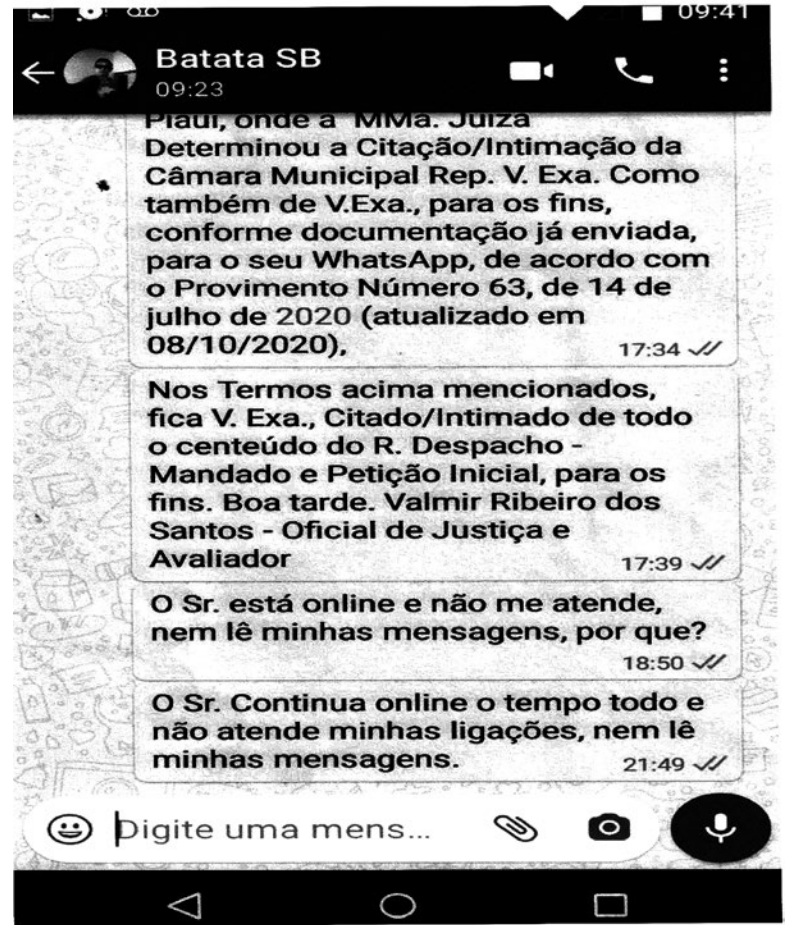 09:41
Batata SB
09:23
Piauí, onde a MMa. Juíza
Determinou a Citação/Intimação da
Câmara Municipal Rep. V. Exa. Como
também de V.Exa., para os fins,
conforme documentação já enviada,
para o seu WhatsApp, de acordo com
o Provimento Número 63, de 14 de
julho de 2020 (atualizado em
08/10/2020),
17:34
Nos Termos acima mencionados,
fica V. Exa., Citado/Intimado de todo
o centeúdo do R. Despacho -
Mandado e Petição Inicial, para os
fins. Boa tarde. Valmir Ribeiro dos
Santos - Oficial de Justiça e
Avaliador
17:39
O Sr. está online e não me atende,
nem lê minhas mensagens, por que?
18:50
O Sr. Continua online o tempo todo e
não atende minhas ligações, nem lê
minhas mensagens.
21:49
Digite uma mens...